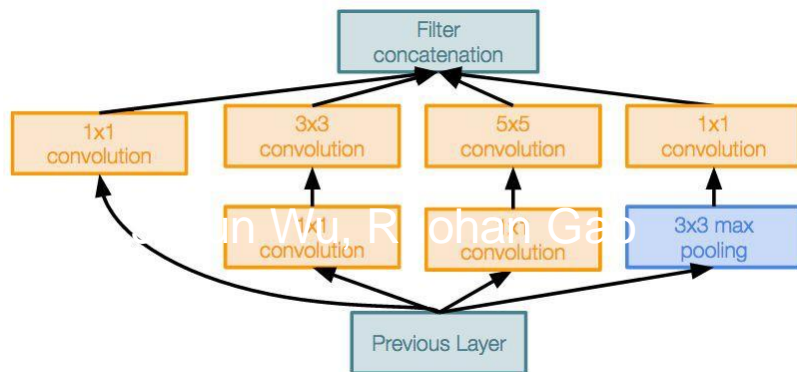 Filter
concatenation
1x1
convolution
3x3
convolution
5x5
convolution
1x1
convolution
1x1
convolution
convolution
3x3 max
pooling
Wu, R ohan Gao
Previous Layer